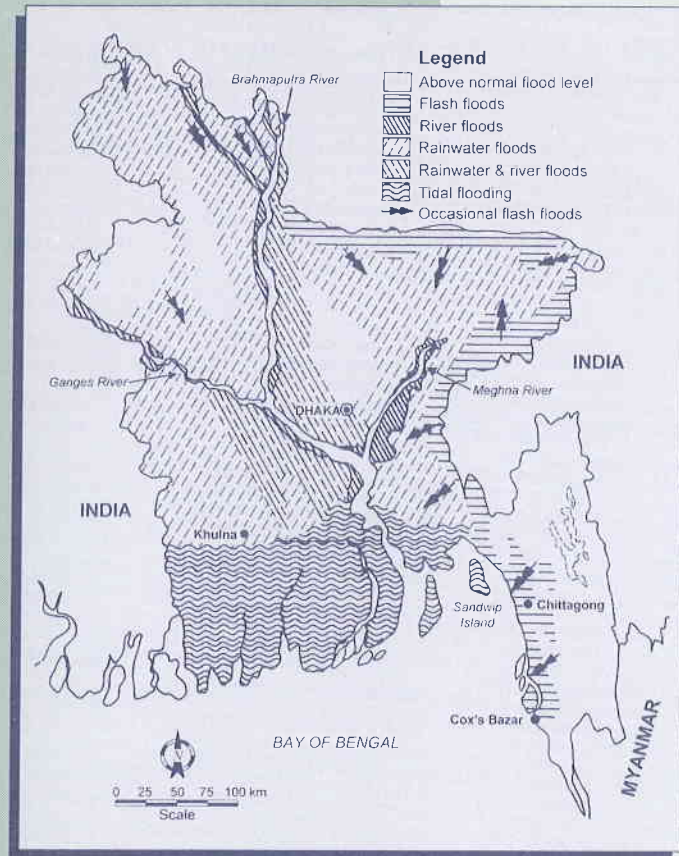 Legend
Brahmaputra River
Above normal flood level
Flash floods
River floods
Rainwater floods
Rainwater & river floods
Tidal flooding
Occasional flash floods
INDIA
Ganges River
Meghna River
DHAKA
INDIA
Khulna
Sandwip
Island
Chittagong
Cox's Bazar
BAY OF BENGAL
MYANMAR
N
0 25 50 75 100 km
Scale